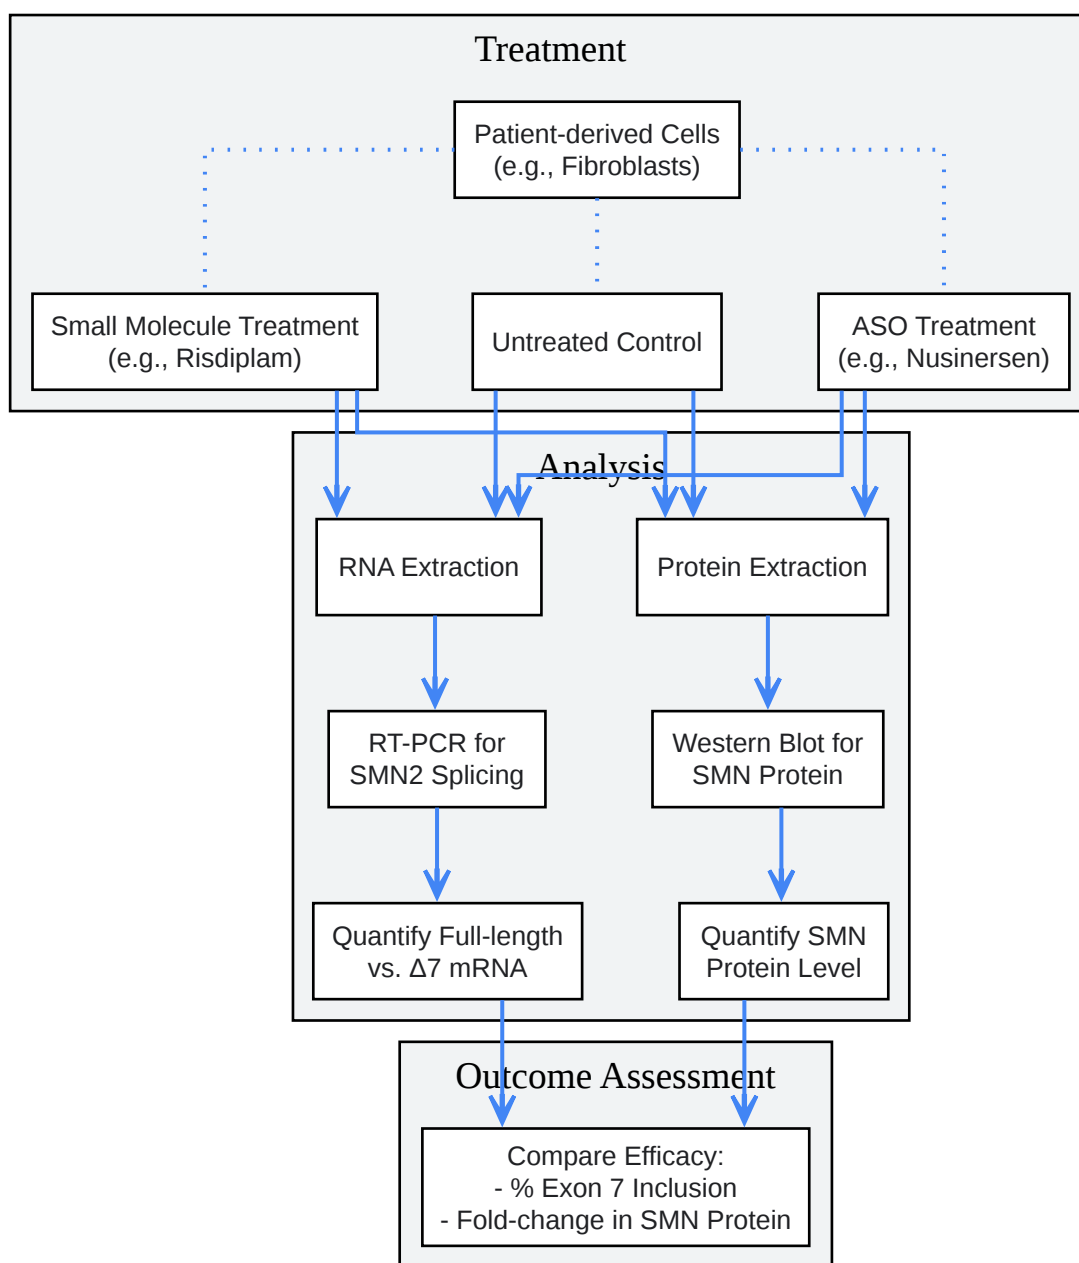 Treatment
Patient-derived Cells
(e.g., Fibroblasts)
Small Molecule Treatment
(e.g., Risdiplam)
Untreated Control
ASO Treatment
(e.g., Nusinersen)
Analysis
RNA Extraction
Protein Extraction
RT-PCR for
SMN2 Splicing
Western Blot for
SMN Protein
Quantify Full-length
vs. Δ7 mRNA
Quantify SMN
Protein Level
Outcome Assessment
Compare Efficacy:
- % Exon 7 Inclusion
- Fold-change in SMN Protein